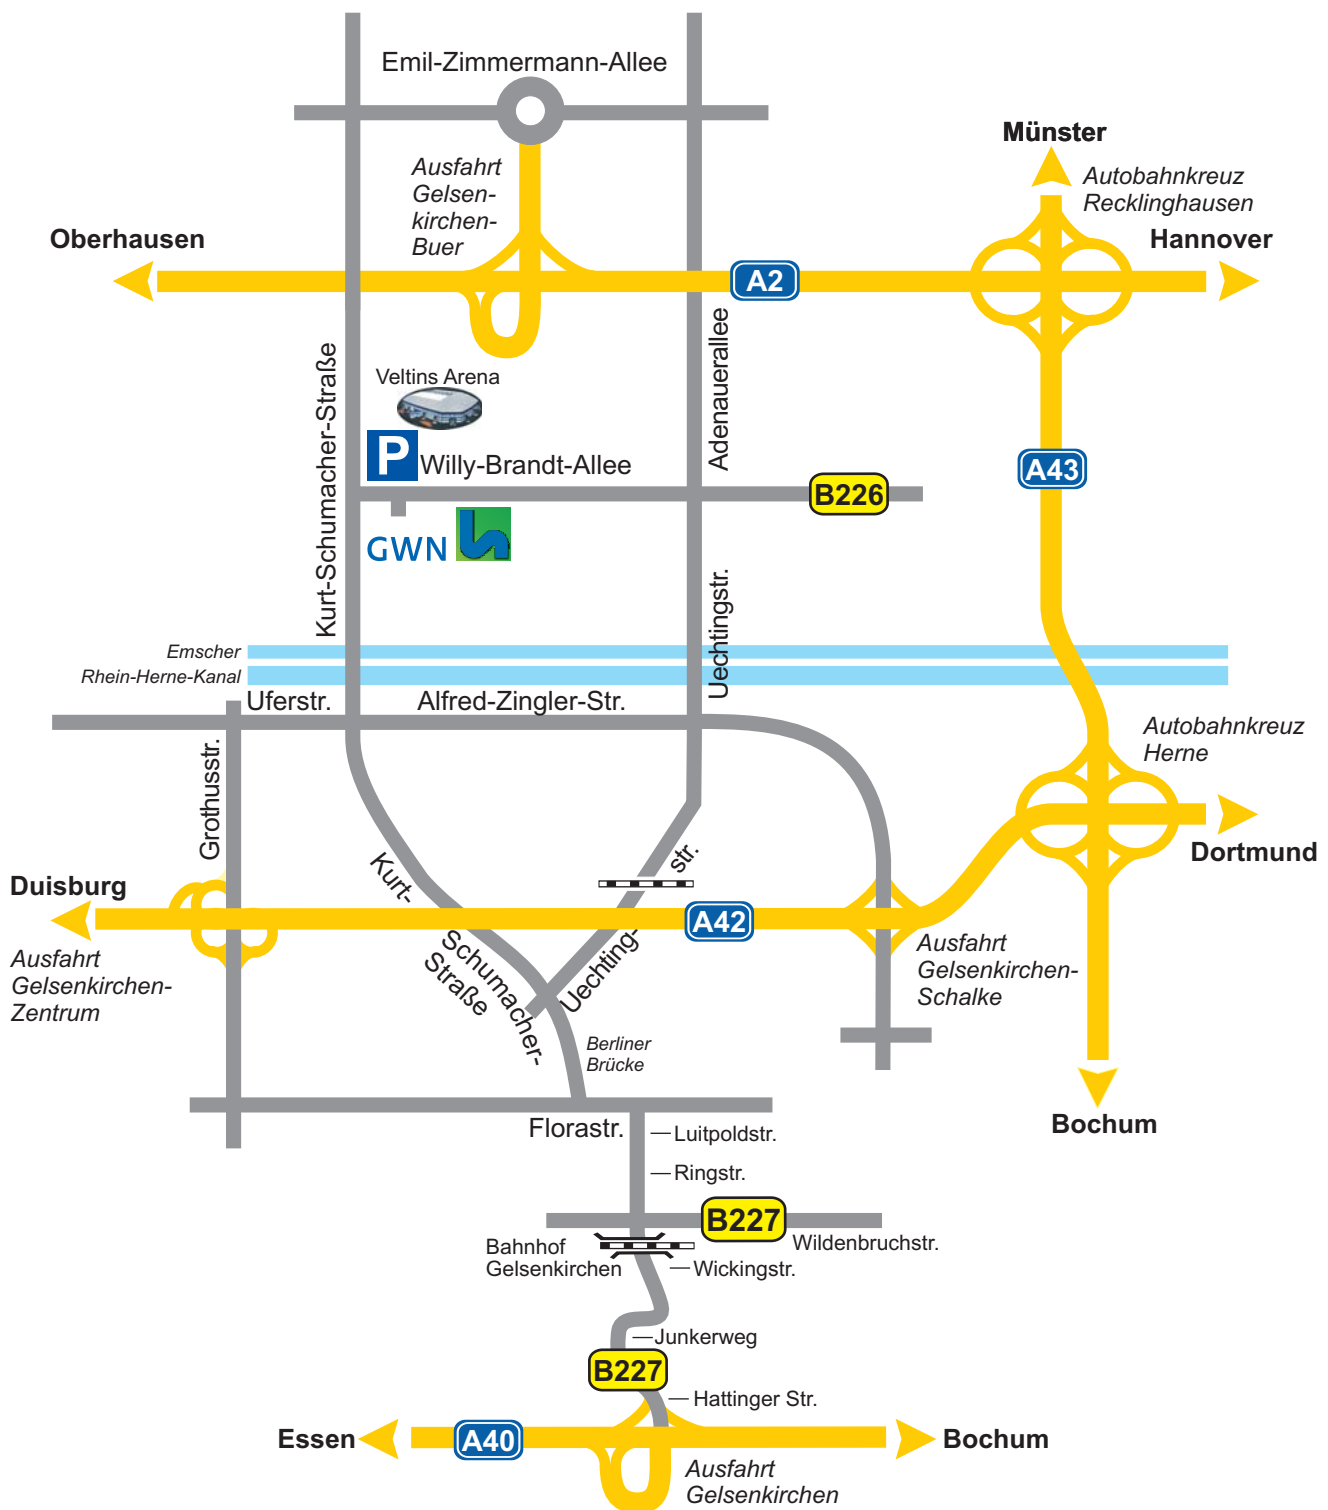 Emil-Zimmermann-Allee
Münster
Ausfahrt
Gelsen-
kirchen-
Buer
Autobahnkreuz
Recklinghausen
Oberhausen
Hannover
A2
Kurt-Schumacher-Straße
Adenauerallee
Veltins Arena
P
Willy-Brandt-Allee
A43
B226
GWN
Uechtingstr.
Emscher
Rhein-Herne-Kanal
Uferstr.
Alfred-Zingler-Str.
Grothusstr.
Autobahnkreuz
Herne
Dortmund
Kurt-
Schumacher-
Straße
Uechting-
str.
Duisburg
A42
Ausfahrt
Gelsenkirchen-
Zentrum
Ausfahrt
Gelsenkirchen-
Schalke
Berliner
Brücke
Bochum
Florastr.
Luitpoldstr.
Ringstr.
B227
Wildenbruchstr.
Bahnhof
Gelsenkirchen
Wickingstr.
Junkerweg
B227
Hattinger Str.
Essen
A40
Bochum
Ausfahrt
Gelsenkirchen